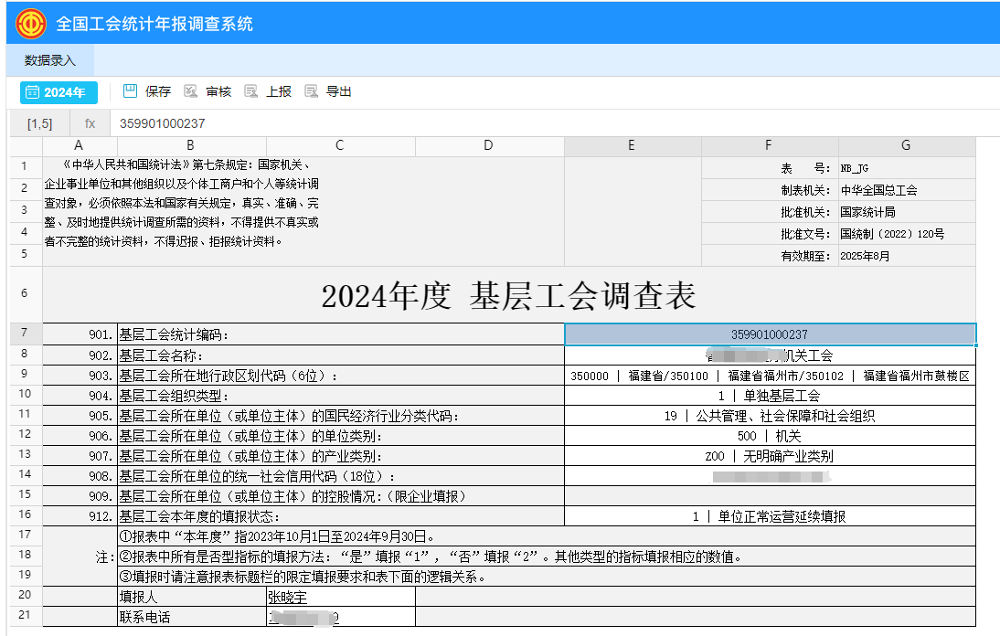 全国工会统计年报调查系统
数据录入
2024年 保存 审核 上报 导出
[1,5] fx 359901000237
A B C D E F G
1 《中华人民共和国统计法》第七条规定：国家机关、 表 号： NB_JG
2 企业事业单位和其他组织以及个体工商户和个人等统计调 制表机关： 中华全国总工会
3 查对象，必须依照本法和国家有关规定，真实、准确、完 批准机关： 国家统计局
4 整、及时地提供统计调查所需的资料，不得提供不真实或 批准文号： 国统制（2022）120号
5 者不完整的统计资料，不得迟报、拒报统计资料。 有效期至： 2025年8月
6 2024年度 基层工会调查表
7 901. 基层工会统计编码： 359901000237
8 902. 基层工会名称： 机关工会
9 903. 基层工会所在地行政区划代码（6位）： 350000 | 福建省/350100 | 福建省福州市/350102 | 福建省福州市鼓楼区
10 904. 基层工会组织类型： 1 | 单独基层工会
11 905. 基层工会所在单位（或单位主体）的国民经济行业分类代码： 19 | 公共管理、社会保障和社会组织
12 906. 基层工会所在单位（或单位主体）的单位类别： 500 | 机关
13 907. 基层工会所在单位（或单位主体）的产业类别： Z00 | 无明确产业类别
14 908. 基层工会所在单位的统一社会信用代码（18位）：
15 909. 基层工会所在单位（或单位主体）的控股情况：（限企业填报）
16 912. 基层工会本年度的填报状态： 1 | 单位正常运营延续填报
17 ①报表中“本年度”指2023年10月1日至2024年9月30日。
18 注： ②报表中所有是否型指标的填报方法：“是”填报“1”，“否”填报“2”。其他类型的指标填报相应的数值。
19 ③填报时请注意报表标题栏的限定填报要求和表下面的逻辑关系。
20 填报人 张晓宇
21 联系电话